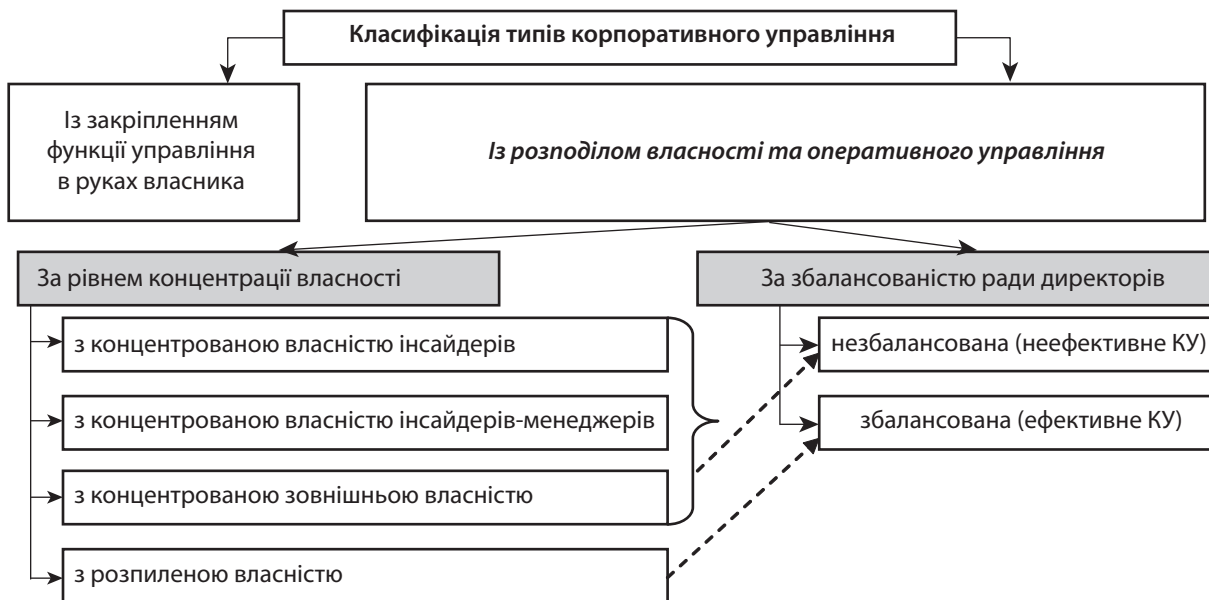 Класифікація типів корпоративного управління
Із закріпленням
функції управління
в руках власника
Із розподілом власності та оперативного управління
За рівнем концентрації власності
За збалансованістю ради директорів
з концентрованою власністю інсайдерів
з концентрованою власністю інсайдерів-менеджерів
з концентрованою зовнішньою власністю
з розпиленою власністю
незбалансована (неефективне КУ)
збалансована (ефективне КУ)